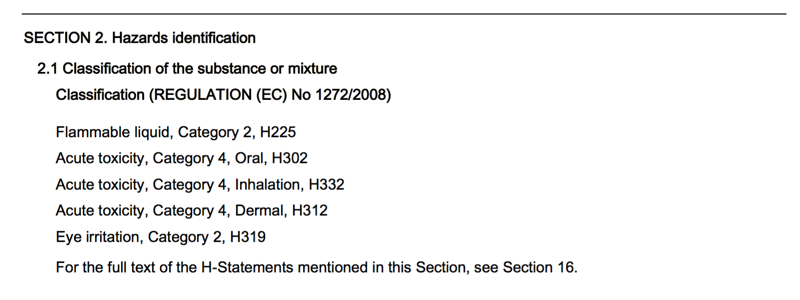 SECTION 2. Hazards identification
2.1 Classification of the substance or mixture
Classification (REGULATION (EC) No 1272/2008)
Flammable liquid, Category 2, H225
Acute toxicity, Category 4, Oral, H302
Acute toxicity, Category 4, Inhalation, H332
Acute toxicity, Category 4, Dermal, H312
Eye irritation, Category 2, H319
For the full text of the H-Statements mentioned in this Section, see Section 16.